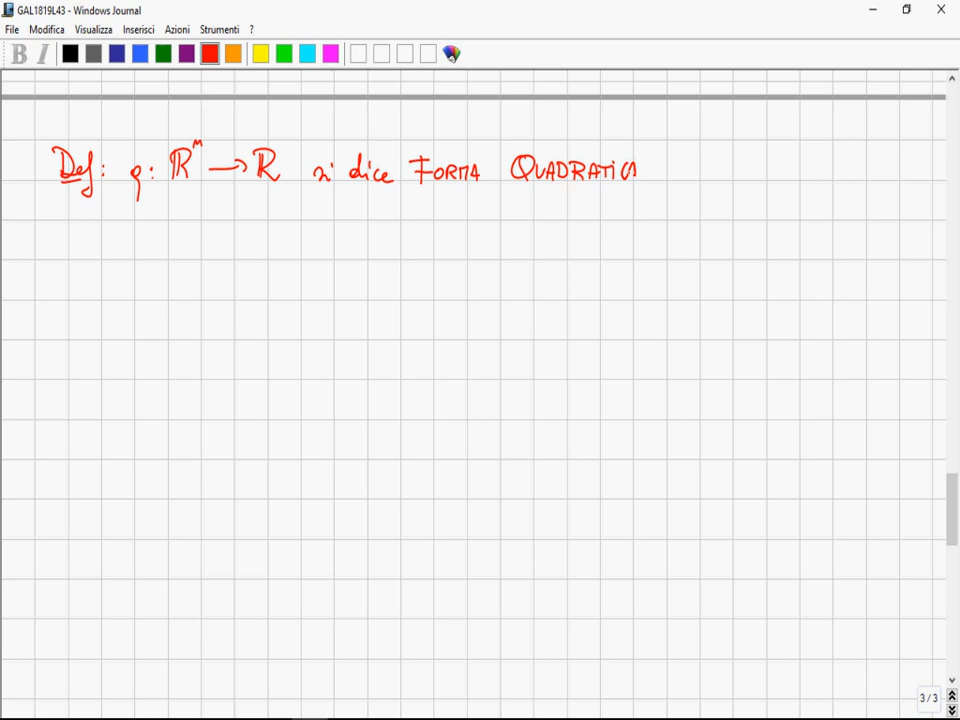 GAL1819L43 - Windows Journal
File Modifica Visualizza Inserisci Azioni Strumenti ?
B I
Def: q: ℝⁿ → ℝ si dice FORMA QUADRATICA
3 / 3